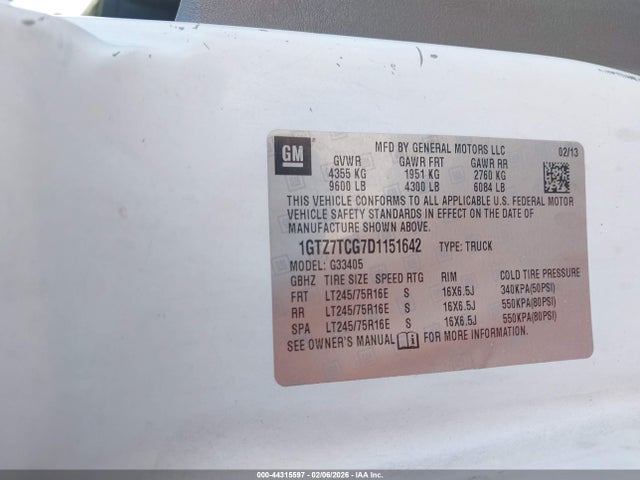 GM
MFD BY GENERAL MOTORS LLC 02/13
GVWR GAWR FRT GAWR RR
4355 KG 1951 KG 2760 KG
9600 LB 4300 LB 6084 LB
THIS VEHICLE CONFORMS TO ALL APPLICABLE U.S. FEDERAL MOTOR
VEHICLE SAFETY STANDARDS IN EFFECT ON THE DATE OF
MANUFACTURE SHOWN ABOVE.
1GTZ7TCG7D1151642 TYPE: TRUCK
MODEL: G33405
GBHZ TIRE SIZE SPEED RTG RIM COLD TIRE PRESSURE
FRT LT245/75R16E S 16X6.5J 340KPA(50PSI)
RR LT245/75R16E S 16X6.5J 550KPA(80PSI)
SPA LT245/75R16E S 16X6.5J 550KPA(80PSI)
SEE OWNER'S MANUAL FOR MORE INFORMATION.
000-44315597 - 02/06/2026 - IAA Inc.